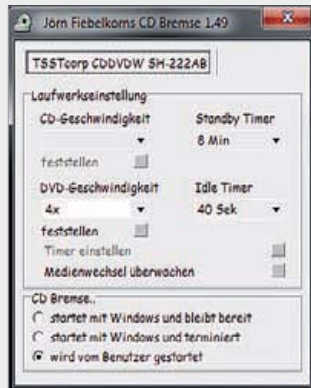 Jörn Fiebelkorns CD Bremse 1.49
TSSTcorp CDDVDW SH-222AB
Laufwerkseinstellung
CD-Geschwindigkeit Standby Timer
8 Min
feststellen
DVD-Geschwindigkeit Idle Timer
4x 40 Sek
feststellen
Timer einstellen
Medienwechsel überwachen
CD Bremse..
startet mit Windows und bleibt bereit
startet mit Windows und terminiert
wird vom Benutzer gestartet